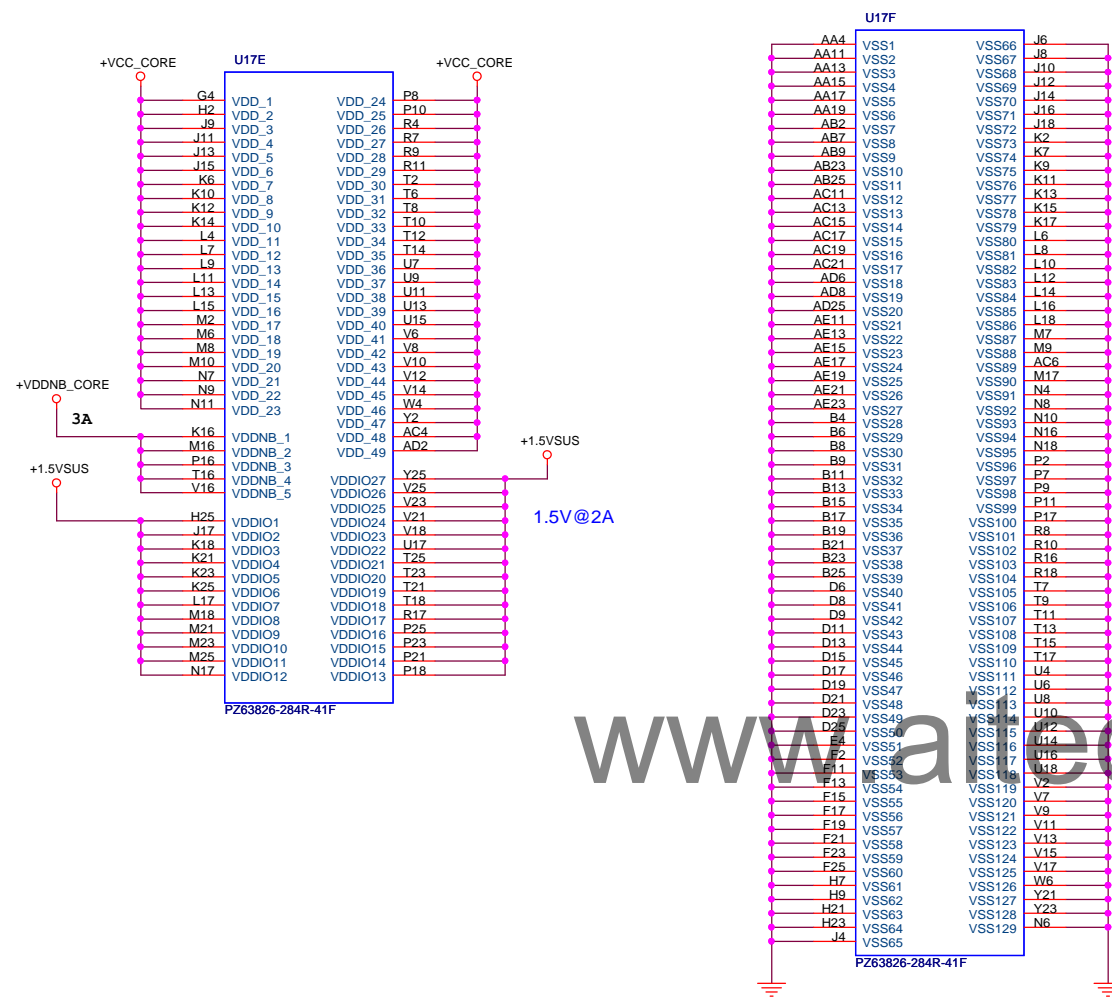 U17E
+VCC_CORE
+VCC_CORE
G4 VDD_1 VDD_24 P8
H2 VDD_2 VDD_25 P10
J9 VDD_3 VDD_26 R4
J11 VDD_4 VDD_27 R7
J13 VDD_5 VDD_28 R9
J15 VDD_6 VDD_29 R11
K6 VDD_7 VDD_30 T2
K10 VDD_8 VDD_31 T6
K12 VDD_9 VDD_32 T8
K14 VDD_10 VDD_33 T10
L4 VDD_11 VDD_34 T12
L7 VDD_12 VDD_35 T14
L9 VDD_13 VDD_36 U7
L11 VDD_14 VDD_37 U9
L13 VDD_15 VDD_38 U11
L15 VDD_16 VDD_39 U13
M2 VDD_17 VDD_40 U15
M6 VDD_18 VDD_41 V6
M8 VDD_19 VDD_42 V8
M10 VDD_20 VDD_43 V10
N7 VDD_21 VDD_44 V12
N9 VDD_22 VDD_45 V14
N11 VDD_23 VDD_46 W4
VDD_47 Y2
VDD_48 AC4
VDD_49 AD2
+VDDNB_CORE
3A
K16 VDDNB_1
M16 VDDNB_2
P16 VDDNB_3
T16 VDDNB_4
V16 VDDNB_5
+1.5VSUS
+1.5VSUS
1.5V@2A
VDDIO27 Y25
VDDIO26 V25
VDDIO25 V23
H25 VDDIO1 VDDIO24 V21
J17 VDDIO2 VDDIO23 V18
K18 VDDIO3 VDDIO22 U17
K21 VDDIO4 VDDIO21 T25
K23 VDDIO5 VDDIO20 T23
K25 VDDIO6 VDDIO19 T21
L17 VDDIO7 VDDIO18 T18
M18 VDDIO8 VDDIO17 R17
M21 VDDIO9 VDDIO16 P25
M23 VDDIO10 VDDIO15 P23
M25 VDDIO11 VDDIO14 P21
N17 VDDIO12 VDDIO13 P18
PZ63826-284R-41F
U17F
AA4 VSS1 VSS66 J6
AA11 VSS2 VSS67 J8
AA13 VSS3 VSS68 J10
AA15 VSS4 VSS69 J12
AA17 VSS5 VSS70 J14
AA19 VSS6 VSS71 J16
AB2 VSS7 VSS72 J18
AB7 VSS8 VSS73 K2
AB9 VSS9 VSS74 K7
AB23 VSS10 VSS75 K9
AB25 VSS11 VSS76 K11
AC11 VSS12 VSS77 K13
AC13 VSS13 VSS78 K15
AC15 VSS14 VSS79 K17
AC17 VSS15 VSS80 L6
AC19 VSS16 VSS81 L8
AC21 VSS17 VSS82 L10
AD6 VSS18 VSS83 L12
AD8 VSS19 VSS84 L14
AD25 VSS20 VSS85 L16
AE11 VSS21 VSS86 L18
AE13 VSS22 VSS87 M7
AE15 VSS23 VSS88 M9
AE17 VSS24 VSS89 AC6
AE19 VSS25 VSS90 M17
AE21 VSS26 VSS91 N4
AE23 VSS27 VSS92 N8
B4 VSS28 VSS93 N10
B6 VSS29 VSS94 N16
B8 VSS30 VSS95 N18
B9 VSS31 VSS96 P2
B11 VSS32 VSS97 P7
B13 VSS33 VSS98 P9
B15 VSS34 VSS99 P11
B17 VSS35 VSS100 P17
B19 VSS36 VSS101 R8
B21 VSS37 VSS102 R10
B23 VSS38 VSS103 R16
B25 VSS39 VSS104 R18
D6 VSS40 VSS105 T7
D8 VSS41 VSS106 T9
D9 VSS42 VSS107 T11
D11 VSS43 VSS108 T13
D13 VSS44 VSS109 T15
D15 VSS45 VSS110 T17
D17 VSS46 VSS111 U4
D19 VSS47 VSS112 U6
D21 VSS48 VSS113 U8
D23 VSS49 VSS114 U10
D25 VSS50 VSS115 U12
E4 VSS51 VSS116 U14
F2 VSS52 VSS117 U16
F11 VSS53 VSS118 U18
F13 VSS54 VSS119 V2
F15 VSS55 VSS120 V7
F17 VSS56 VSS121 V9
F19 VSS57 VSS122 V11
F21 VSS58 VSS123 V13
F23 VSS59 VSS124 V15
F25 VSS60 VSS125 V17
H7 VSS61 VSS126 W6
H9 VSS62 VSS127 Y21
H21 VSS63 VSS128 Y23
H23 VSS64 VSS129 N6
J4 VSS65
PZ63826-284R-41F